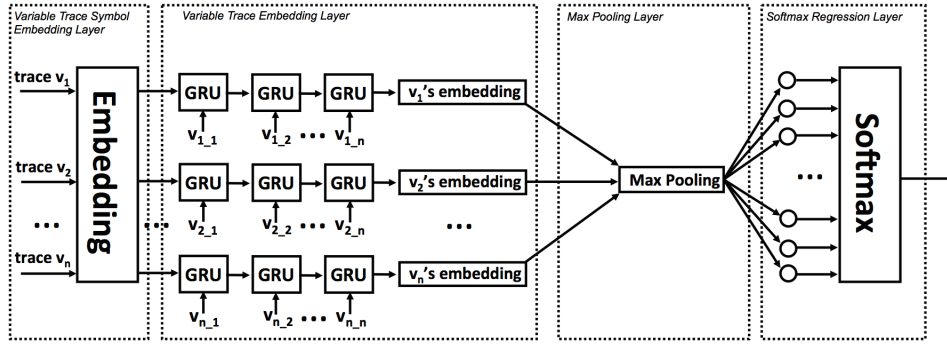 Variable Trace Symbol
Embedding Layer
Variable Trace Embedding Layer
Max Pooling Layer
Softmax Regression Layer
trace v1
Embedding
GRU GRU GRU
v1's embedding
v1_1 v1_2 ... v1_n
trace v2
GRU GRU GRU
v2's embedding
Max Pooling
...
Softmax
... ... v2_1 v2_2 ... v2_n ...
trace vn
GRU GRU GRU
vn's embedding
vn_1 vn_2 ... vn_n